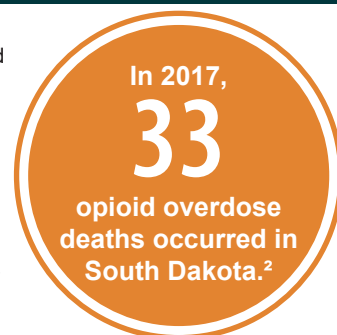 In 2017,
33
opioid overdose
deaths occurred in
South Dakota.²